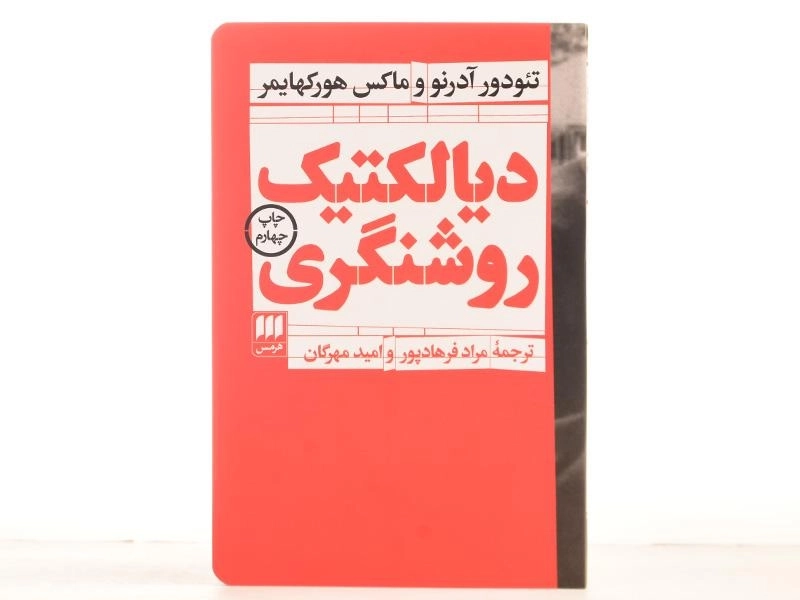 تئودور آدرنو و ماکس هورکهایمر
دیالکتیک
روشنگری
چاپ
چهارم
هرمس
ترجمهٔ مراد فرهادپور و امید مهرگان